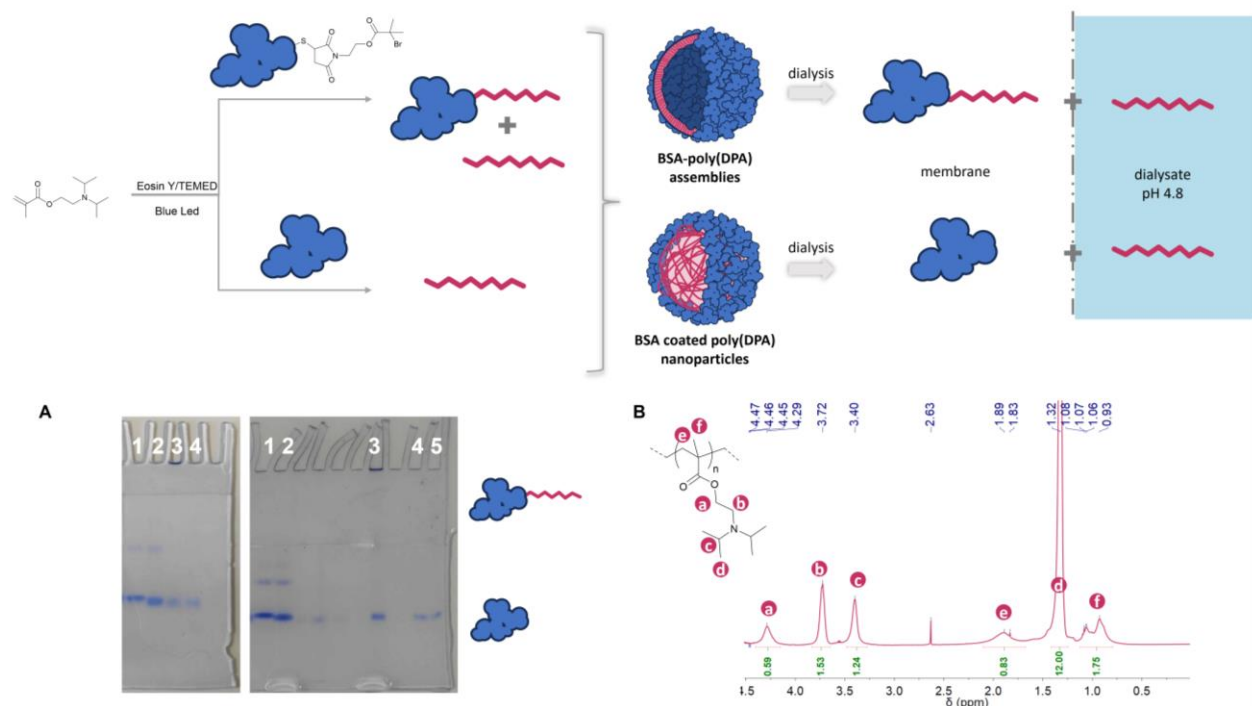 S
O
N
O
O
O
Br
O
O
O
N
Eosin Y/TEMED
Blue Led
dialysis
BSA-poly(DPA)
assemblies
membrane
dialysate
pH 4.8
dialysis
BSA coated poly(DPA)
nanoparticles
A
1 2 3 4
1 2 3 4 5
B
4.47
4.46
4.45
4.29
3.72
3.40
2.63
1.89
1.83
1.32
1.08
1.07
1.06
0.93
e f
n
O O
a b
N
c
d
a b c e d f
0.59 1.53 1.24 0.83 12.00 1.75
4.5 4.0 3.5 3.0 2.5 2.0 1.5 1.0 0.5
δ (ppm)